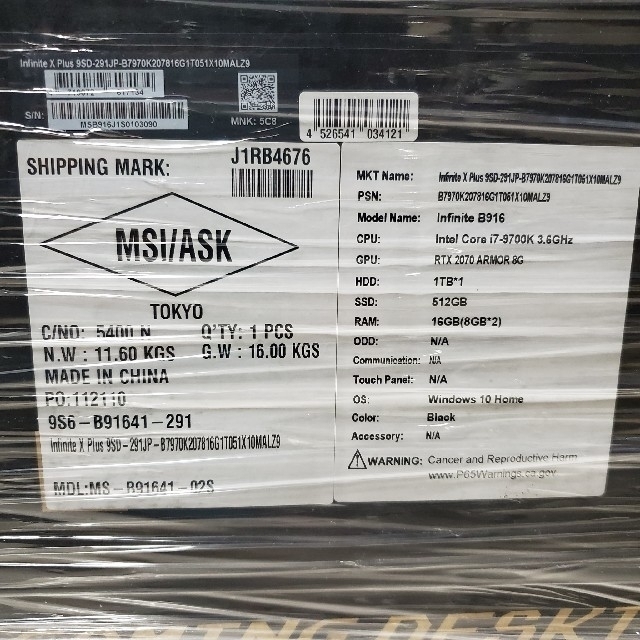 Infinite X Plus 9SD-291JP-B7970K207816G1T051X10MALZ9
S/N:
MSB916J1S0103090
MNK: 5C8
4 526541 034121
SHIPPING MARK:
J1RB4676
MSI/ASK
TOKYO
C/NO: 5400 N Q'TY: 1 PCS
N.W : 11.60 KGS G.W : 16.00 KGS
MADE IN CHINA
PO:112110
9S6-B91641-291
Infinite X Plus 9SD-291JP-B7970K207816G1T051X10MALZ9
MDL:MS-B91641-02S
MKT Name: Infinite X Plus 9SD-291JP-B7970K207816G1T051X10MALZ9
PSN: B7970K207816G1T051X10MALZ9
Model Name: Infinite B916
CPU: Intel Core i7-9700K 3.6GHz
GPU: RTX 2070 ARMOR 8G
HDD: 1TB*1
SSD: 512GB
RAM: 16GB(8GB*2)
ODD: N/A
Communication: N/A
Touch Panel: N/A
OS: Windows 10 Home
Color: Black
Accessory: N/A
WARNING: Cancer and Reproductive Harm
www.P65Warnings.ca.gov